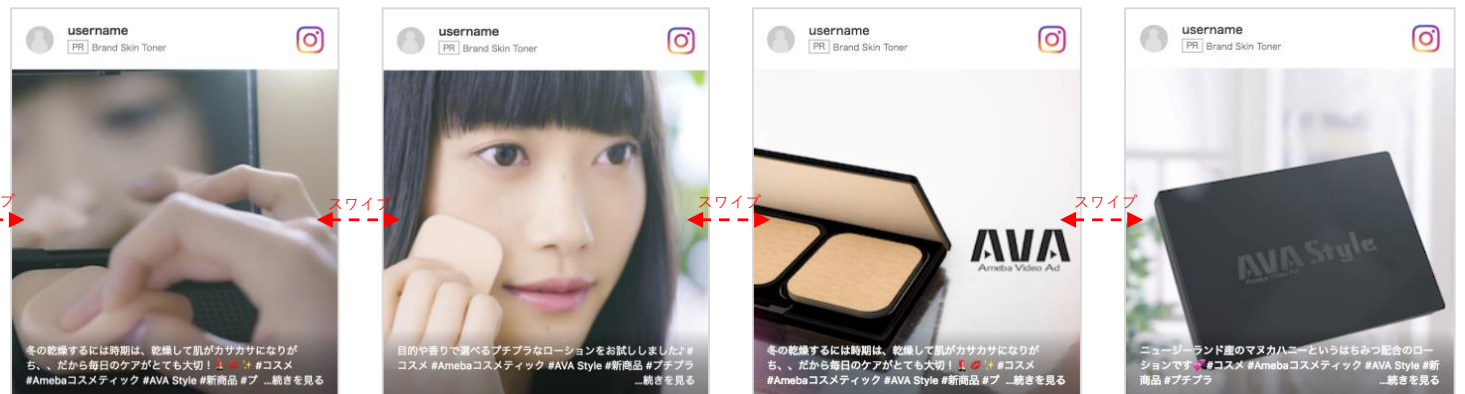 username
PR Brand Skin Toner
username
PR Brand Skin Toner
username
PR Brand Skin Toner
username
PR Brand Skin Toner
プ
スワイプ
スワイプ
スワイプ
冬の乾燥するには時期は、乾燥して肌がカサカサになりが
ち、、だから毎日のケアがとても大切！💄💋✨ #コスメ
#Amebaコスメティック #AVA Style #新商品 #プ ...続きを見る
目的や香りで選べるプチプラなローションをお試ししました♪ #
コスメ #Amebaコスメティック #AVA Style #新商品 #プチプラ
...続きを見る
AVA
Ameba Video Ad
冬の乾燥するには時期は、乾燥して肌がカサカサになりが
ち、、だから毎日のケアがとても大切！💄💋✨ #コスメ
#Amebaコスメティック #AVA Style #新商品 #プ ...続きを見る
AVA Style
Ameba Video Ad
ニュージーランド産のマヌカハニーというはちみつ配合のロー
ションです💕 #コスメ #Amebaコスメティック #AVA Style #新
商品 #プチプラ ...続きを見る